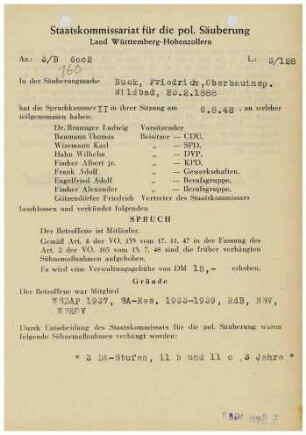 Staatskommissariat für die pol. Säuberung
Land Württemberg-Hohenzollern
Az.: 3/B 6002 L.: 3/128
160
In der Säuberungssache Buck, Friedrich, Oberbauinsp.
Wildbad, 23.2.1888
hat die Spruchkammer II in ihrer Sitzung am 6.8.48 an welcher
teilgenommen haben:
Dr. Ludwig Vorsitzender
Baumann Thomas Beisitzer — CDU,
Wizemann Karl „ — SPD,
Hahn Wilhelm „ — DVP,
Fischer Albert jr. „ — KPD,
Frank Adolf „ — Gewerkschaften.
Engelfried Adolf „ — Berufsgruppe,
Fischer Alexander „ — Berufsgruppe,
Götzendörfer Friedrich Vertreter des Staatskommissars
beschlossen und verkündet folgenden
SPRUCH
Der Betroffene ist Mitläufer.
Gemäß Art. 4 der VO. 133 vom 17. 11. 47 in der Fassung des
Art. 2 der VO. 165 vom 13. 7. 48 sind die früher verhängten
Sühnemaßnahmen aufgehoben.
Es wird eine Verwaltungsgebühr von DM 15,- erhoben.
Gründe
Der Betroffene war Mitglied
NSDAP 1937, SA-Res. 1933-1939, RdB, NSV,
NSKOV
Durch Entscheidung des Staatskommissars für die pol. Säuberung waren
folgende Sühnemaßnahmen verhängt worden:
" 3 DA-Stufen, 11 b und 11 c, 3 Jahre "